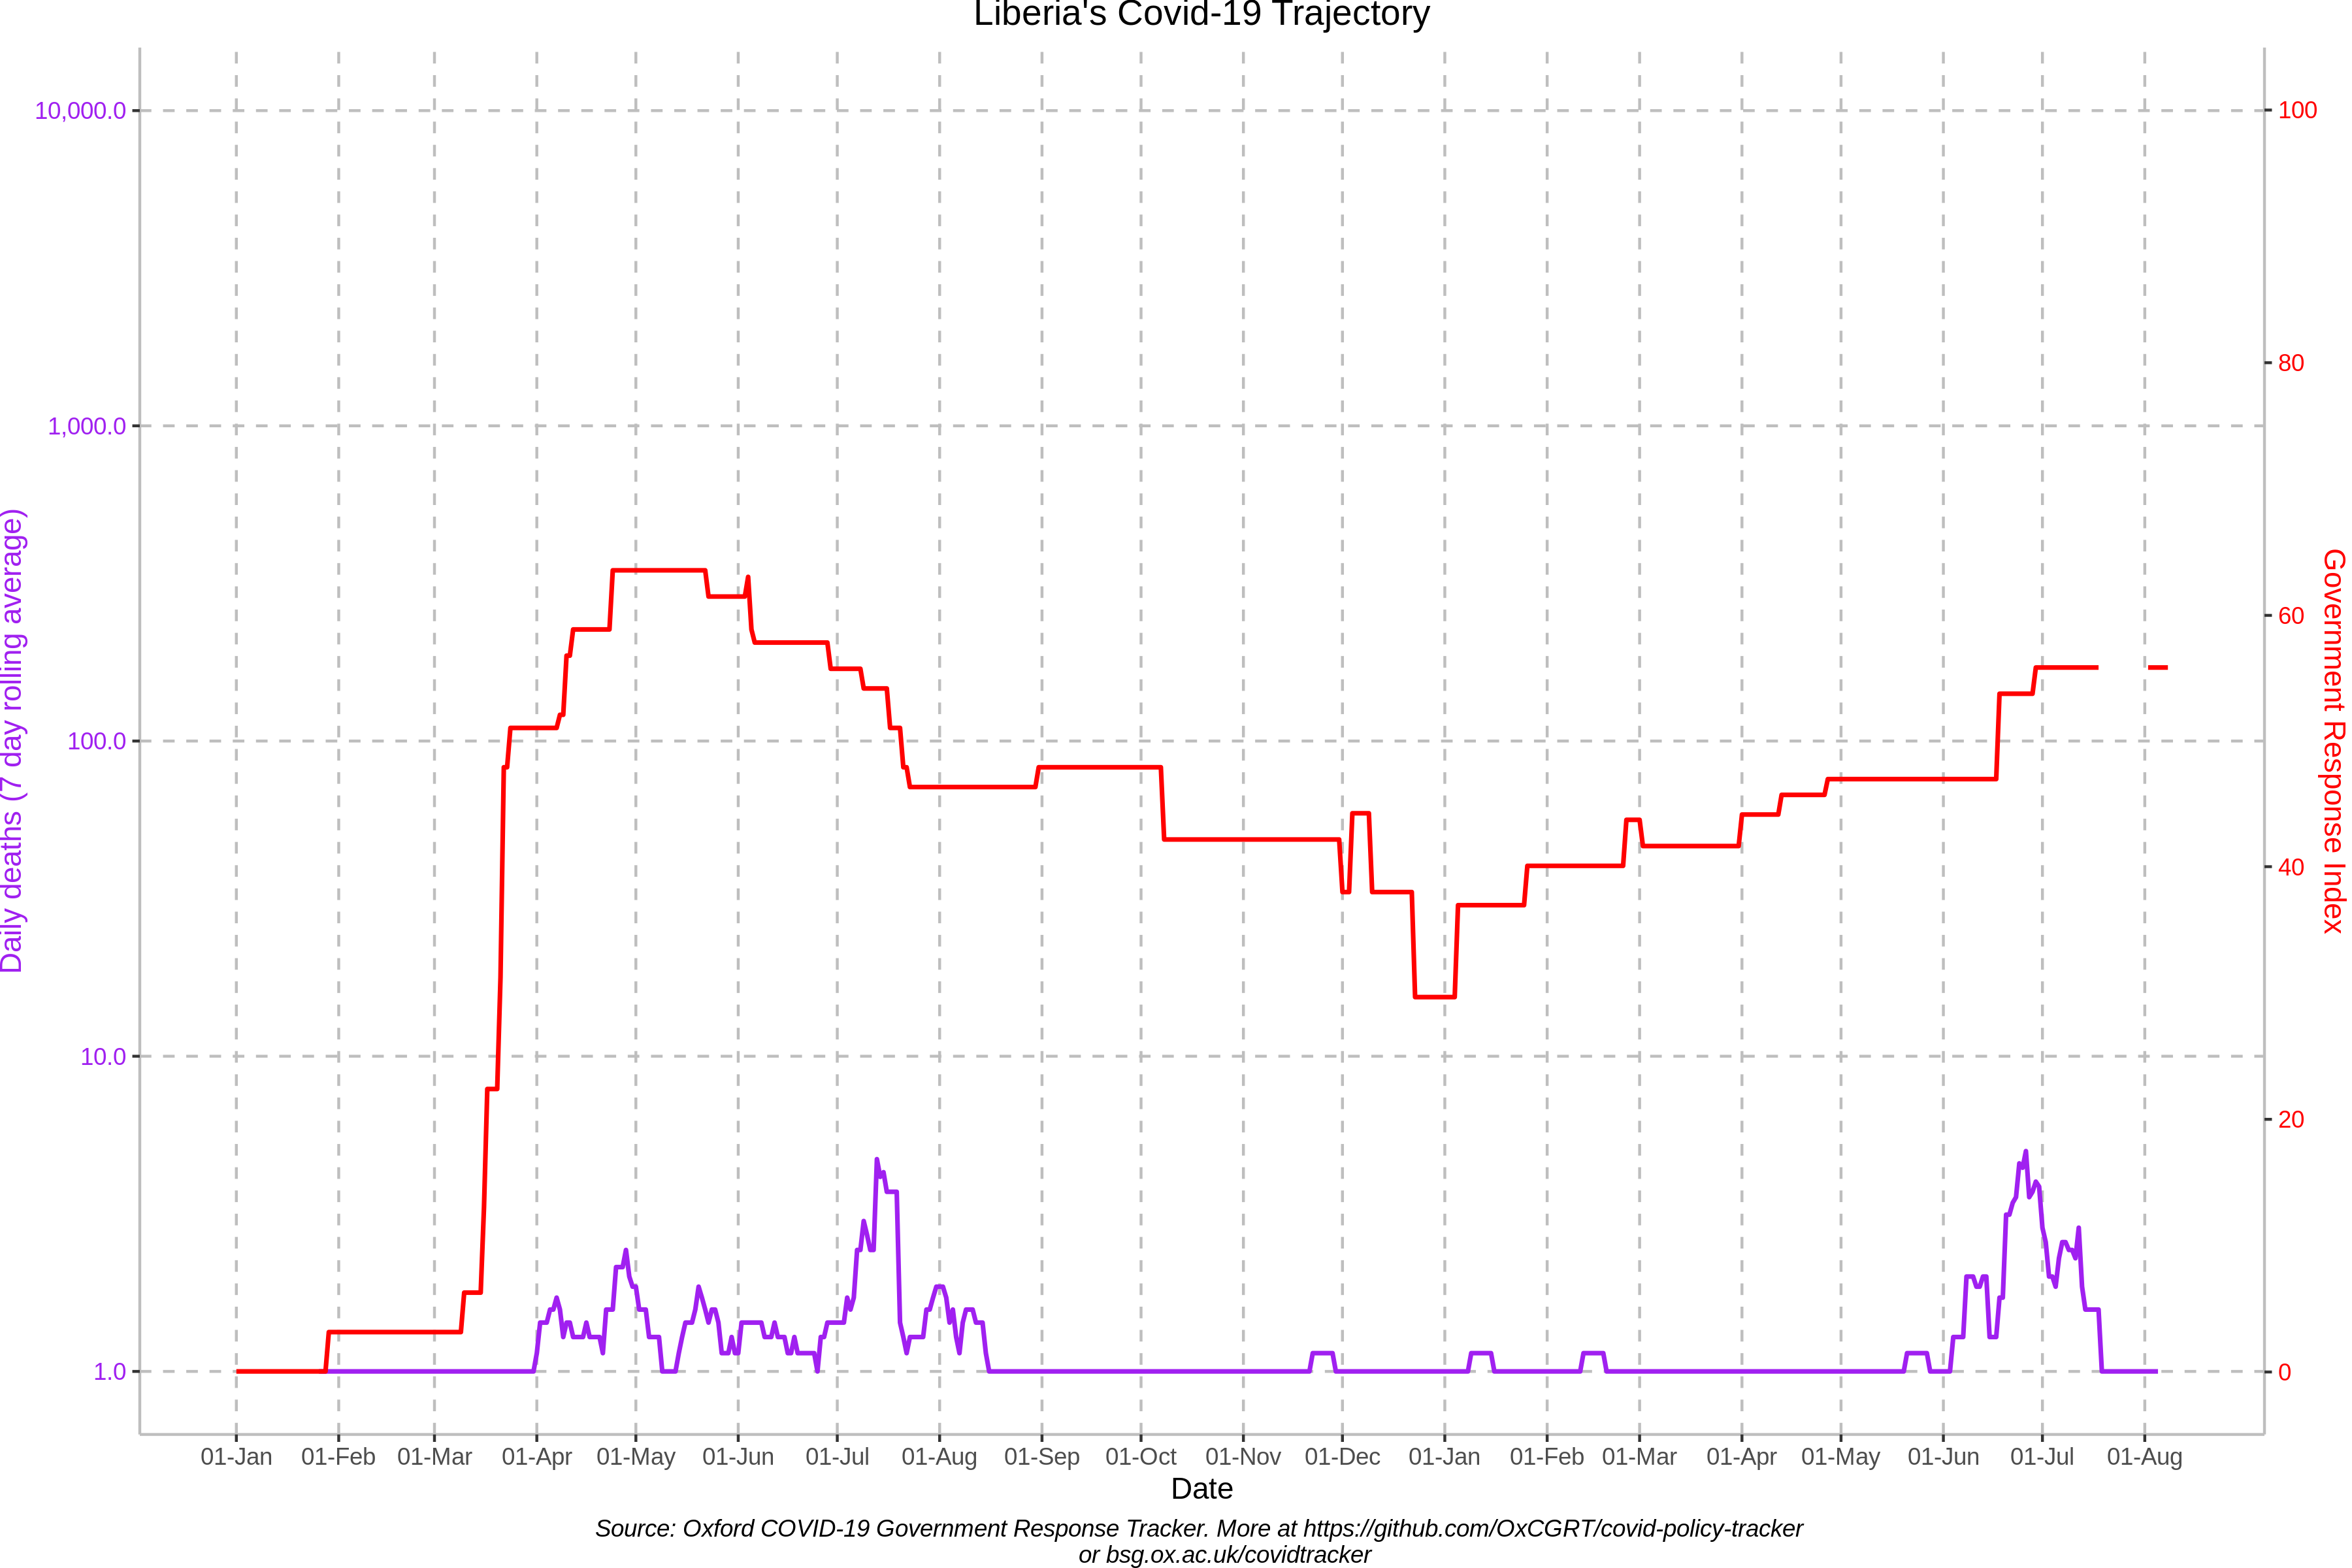 Liberia's Covid-19 Trajectory
10,000.0
1,000.0
100.0
10.0
1.0
Daily deaths (7 day rolling average)
100
80
60
40
20
0
Government Response Index
01-Jan 01-Feb 01-Mar 01-Apr 01-May 01-Jun 01-Jul 01-Aug 01-Sep 01-Oct 01-Nov 01-Dec 01-Jan 01-Feb 01-Mar 01-Apr 01-May 01-Jun 01-Jul 01-Aug
Date
Source: Oxford COVID-19 Government Response Tracker. More at https://github.com/OxCGRT/covid-policy-tracker
or bsg.ox.ac.uk/covidtracker